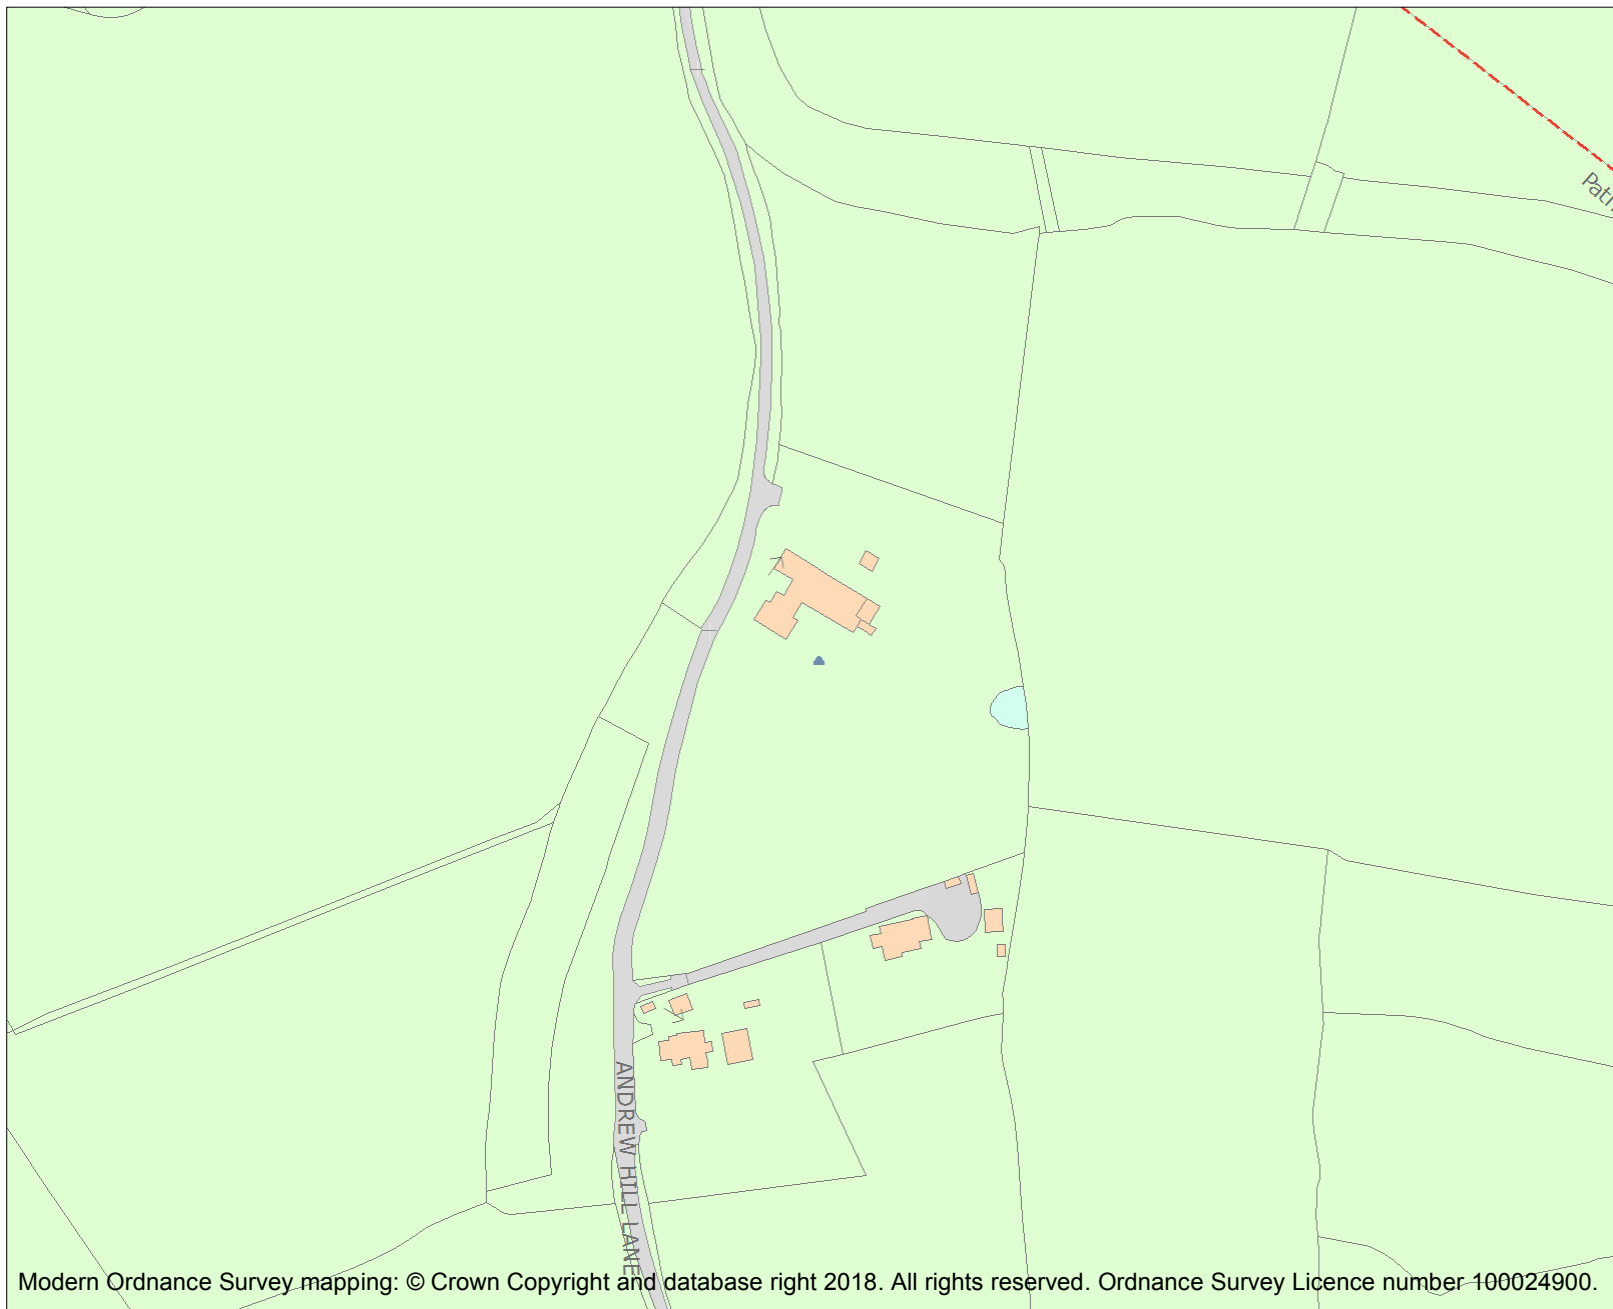 Path
ANDREW HILL LANE
Modern Ordnance Survey mapping: © Crown Copyright and database right 2018. All rights reserved. Ordnance Survey Licence number 100024900.